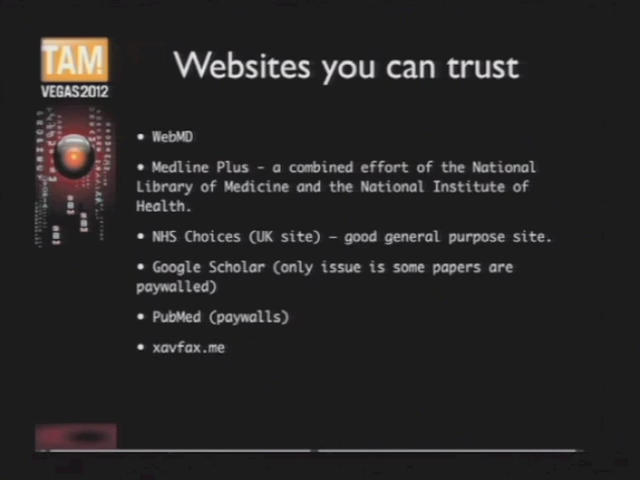 TAM!
VEGAS2012
Websites you can trust
• WebMD
• Medline Plus - a combined effort of the National
Library of Medicine and the National Institute of
Health.
• NHS Choices (UK site) – good general purpose site.
• Google Scholar (only issue is some papers are
paywalled)
• PubMed (paywalls)
• xavfax.me